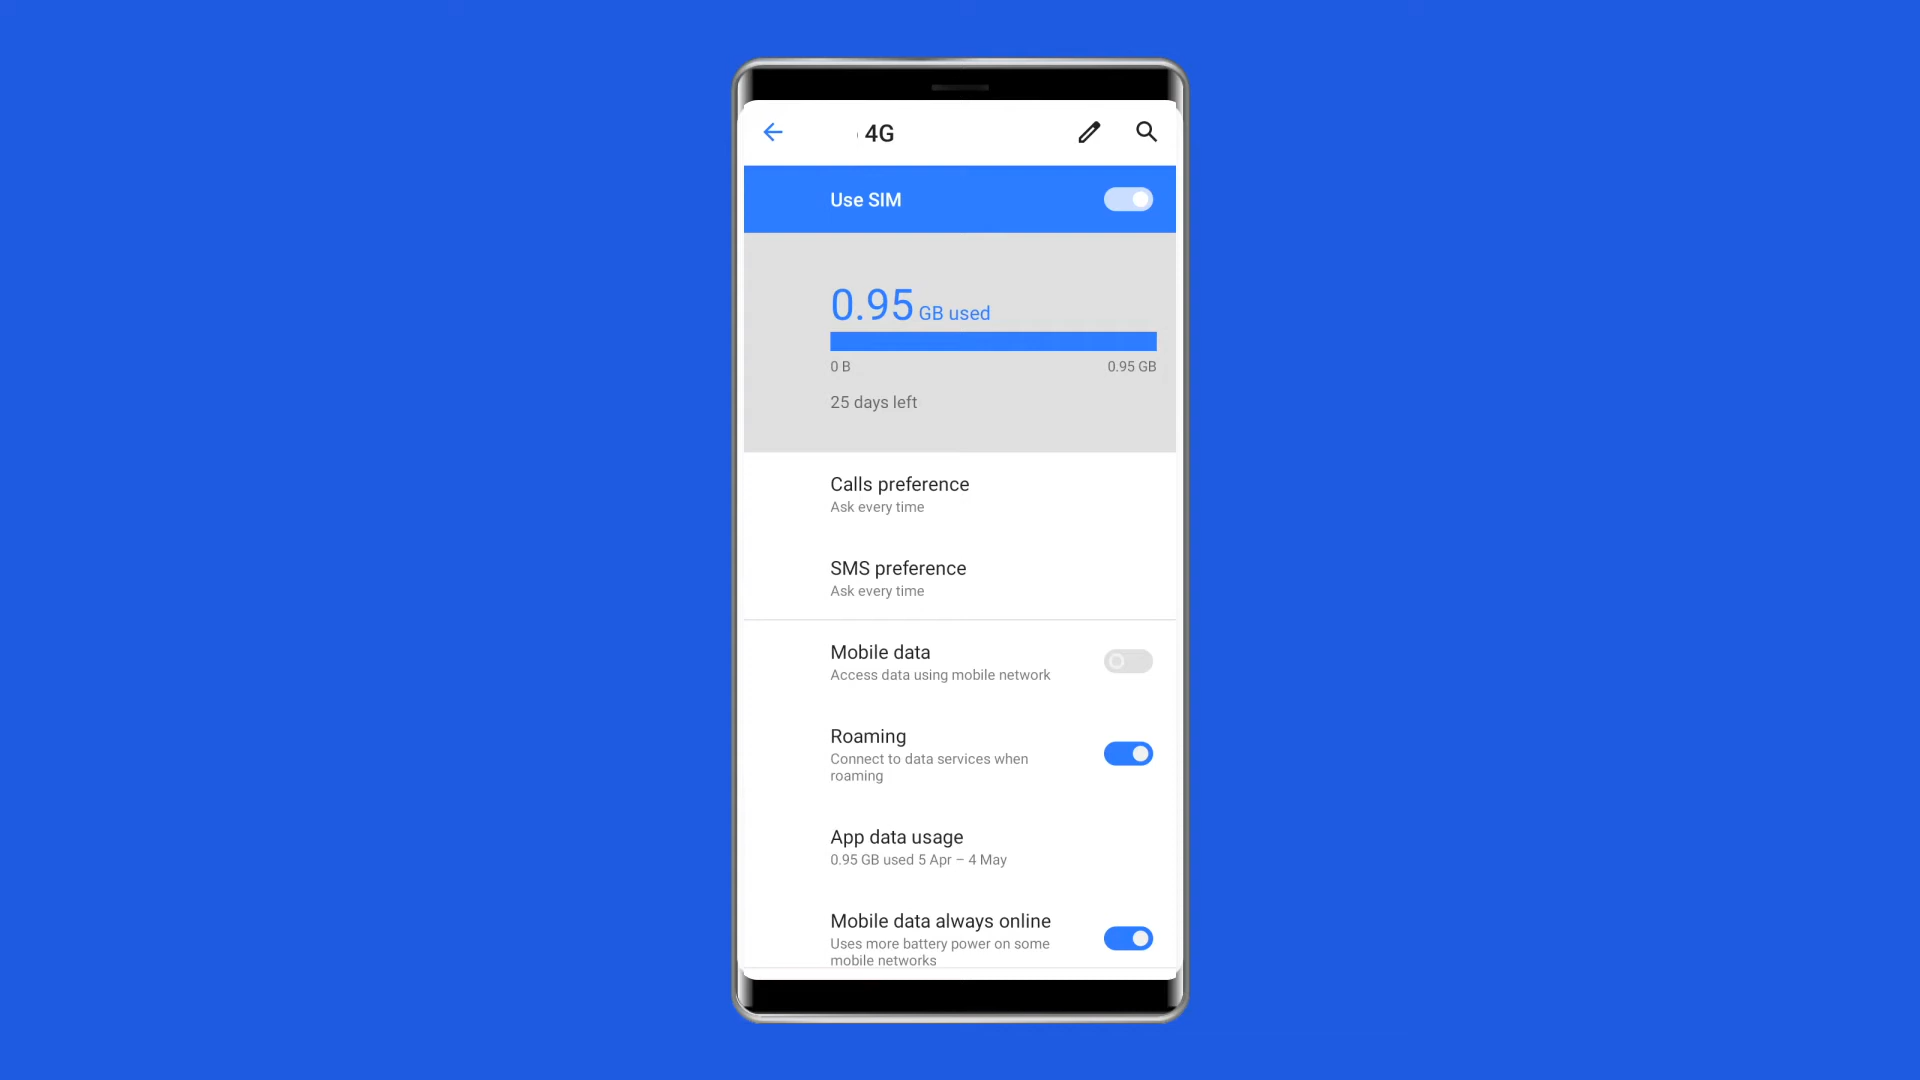 4G
Use SIM
0.95 GB used
0 B 0.95 GB
25 days left
Calls preference
Ask every time
SMS preference
Ask every time
Mobile data
Access data using mobile network
Roaming
Connect to data services when
roaming
App data usage
0.95 GB used 5 Apr – 4 May
Mobile data always online
Uses more battery power on some
mobile networks